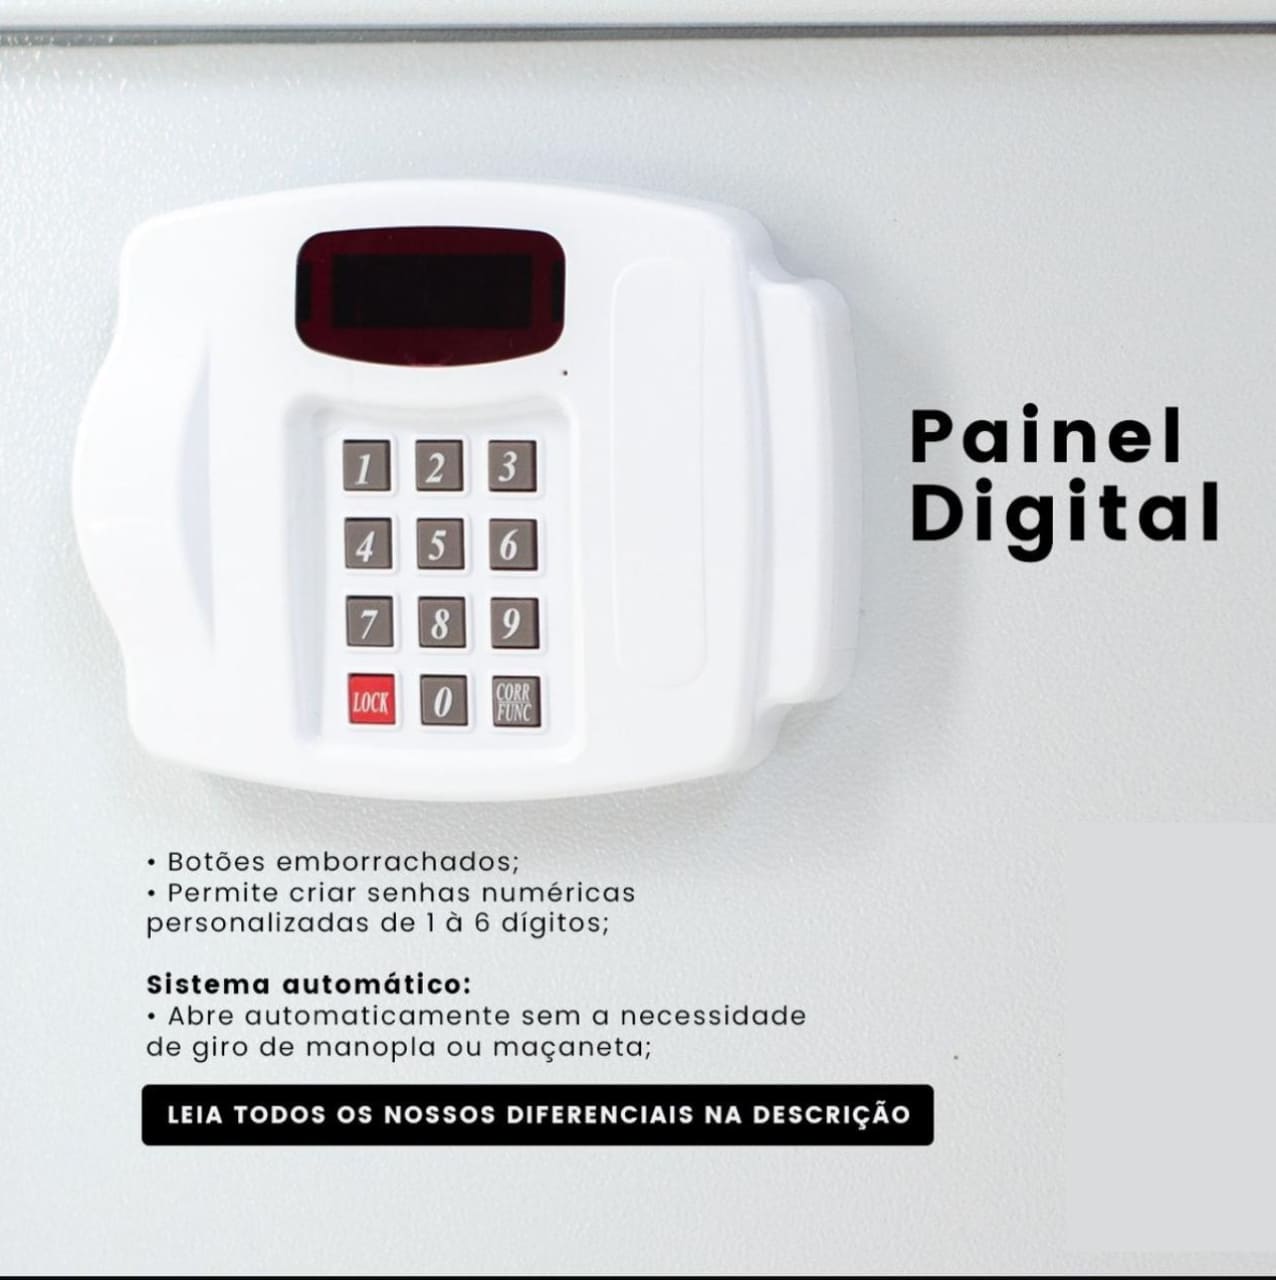 1 2 3
4 5 6
7 8 9
LOCK 0 CORR
FUNC
Painel
Digital
• Botões emborrachados;
• Permite criar senhas numéricas
personalizadas de 1 à 6 dígitos;
Sistema automático:
• Abre automaticamente sem a necessidade
de giro de manopla ou maçaneta;
LEIA TODOS OS NOSSOS DIFERENCIAIS NA DESCRIÇÃO